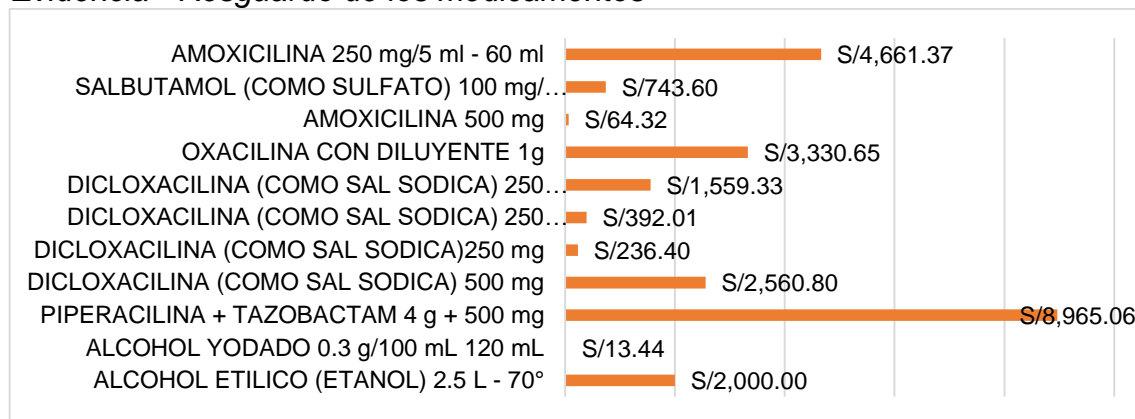 Evidencia - Resguardo de los medicamentos
AMOXICILINA 250 mg/5 ml - 60 ml S/4,661.37
SALBUTAMOL (COMO SULFATO) 100 mg/… S/743.60
AMOXICILINA 500 mg S/64.32
OXACILINA CON DILUYENTE 1g S/3,330.65
DICLOXACILINA (COMO SAL SODICA) 250… S/1,559.33
DICLOXACILINA (COMO SAL SODICA) 250… S/392.01
DICLOXACILINA (COMO SAL SODICA)250 mg S/236.40
DICLOXACILINA (COMO SAL SODICA) 500 mg S/2,560.80
PIPERACILINA + TAZOBACTAM 4 g + 500 mg S/8,965.06
ALCOHOL YODADO 0.3 g/100 mL 120 mL S/13.44
ALCOHOL ETILICO (ETANOL) 2.5 L - 70° S/2,000.00